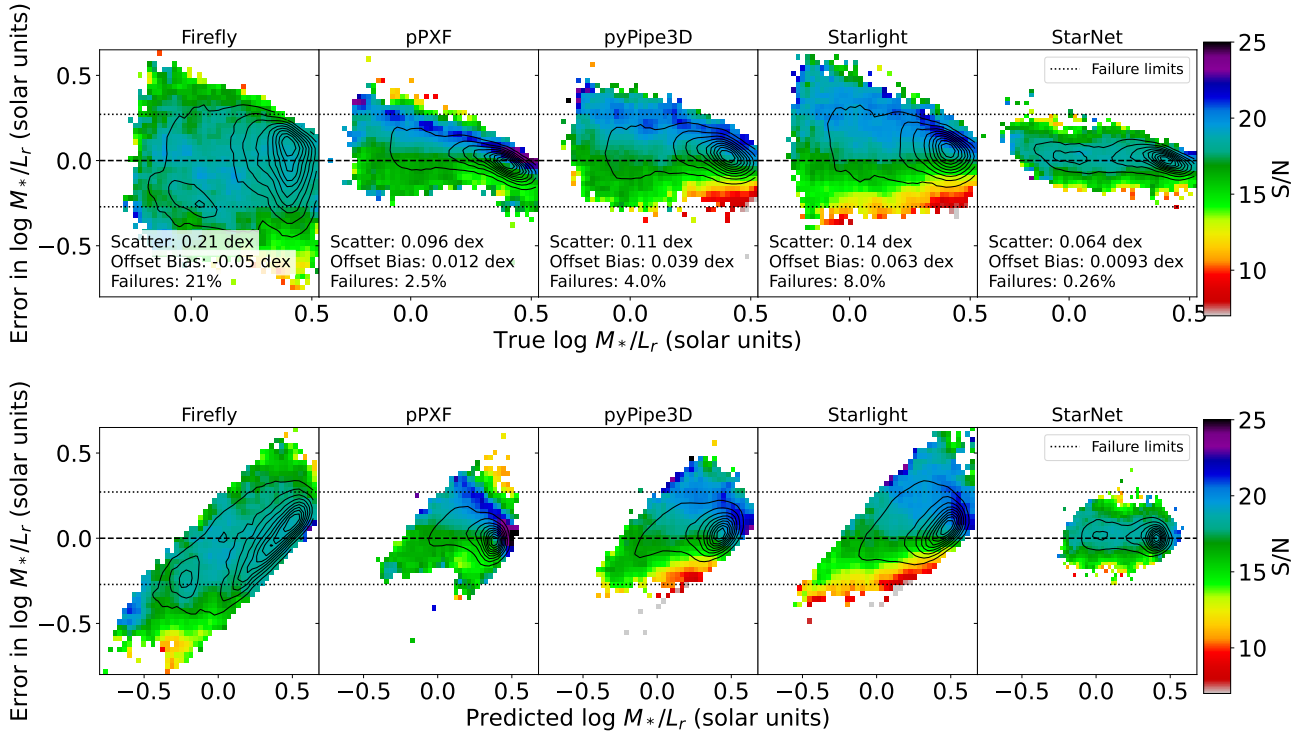 Firefly pPXF pyPipe3D Starlight StarNet
Error in log M*/Lr (solar units)
0.5
0.0
−0.5
Failure limits
Scatter: 0.21 dex
Offset Bias: -0.05 dex
Failures: 21%
Scatter: 0.096 dex
Offset Bias: 0.012 dex
Failures: 2.5%
Scatter: 0.11 dex
Offset Bias: 0.039 dex
Failures: 4.0%
Scatter: 0.14 dex
Offset Bias: 0.063 dex
Failures: 8.0%
Scatter: 0.064 dex
Offset Bias: 0.0093 dex
Failures: 0.26%
0.0 0.5 0.0 0.5 0.0 0.5 0.0 0.5 0.0 0.5
True log M*/Lr (solar units)
25
20
15
10
S/N
Firefly pPXF pyPipe3D Starlight StarNet
Error in log M*/Lr (solar units)
0.5
0.0
−0.5
Failure limits
−0.5 0.0 0.5 −0.5 0.0 0.5 −0.5 0.0 0.5 −0.5 0.0 0.5 −0.5 0.0 0.5
Predicted log M*/Lr (solar units)
25
20
15
10
S/N